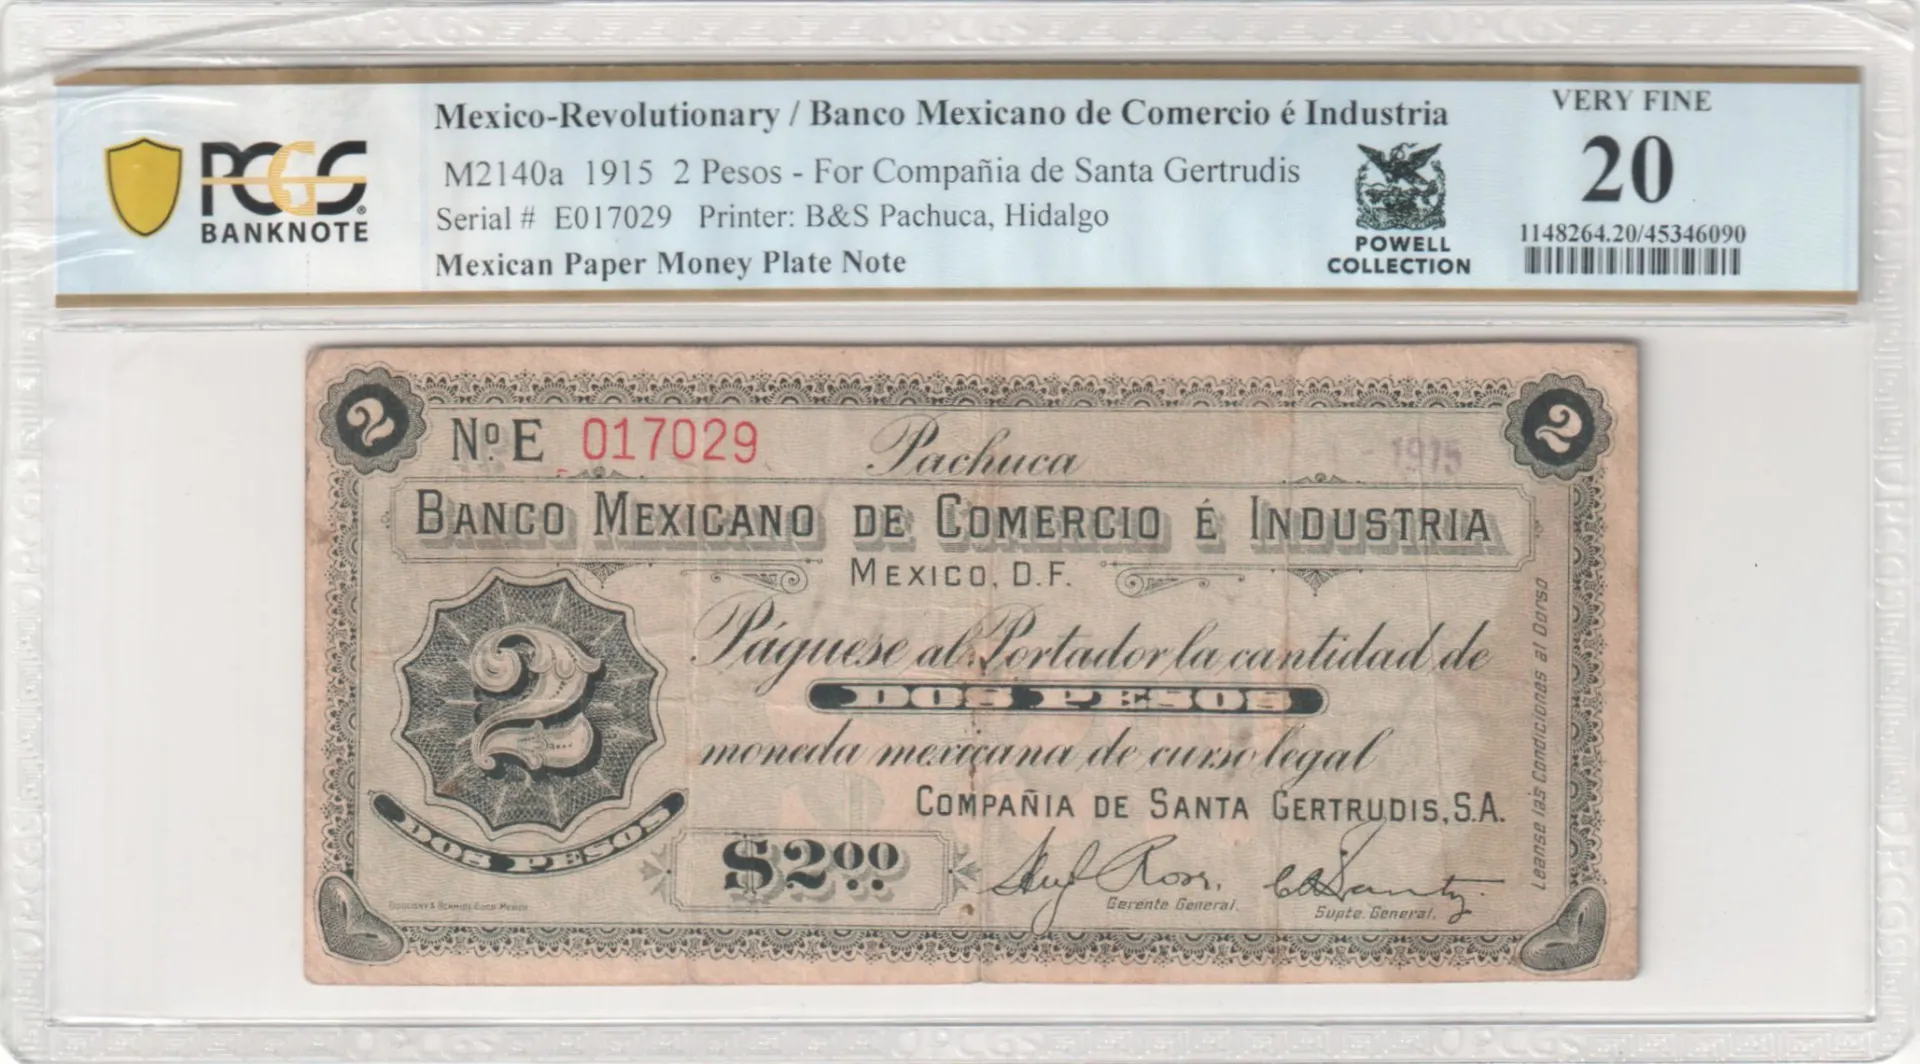 Mexico-Revolutionary / Banco Mexicano de Comercio é Industria
VERY FINE
PCGS BANKNOTE
M2140a 1915 2 Pesos - For Compañia de Santa Gertrudis
20
Serial # E017029 Printer: B&S Pachuca, Hidalgo
POWELL COLLECTION
1148264.20/45346090
Mexican Paper Money Plate Note
2
2
Nº E 017029
Pachuca
1915
BANCO MEXICANO DE COMERCIO É INDUSTRIA
MEXICO, D.F.
Páguese al Portador la cantidad de
DOS PESOS
2
moneda mexicana de curso legal
COMPAÑIA DE SANTA GERTRUDIS, S.A.
DOS PESOS
$2.00
Gerente General.
Supte. General.
Leanse las Condiciones al Dorso